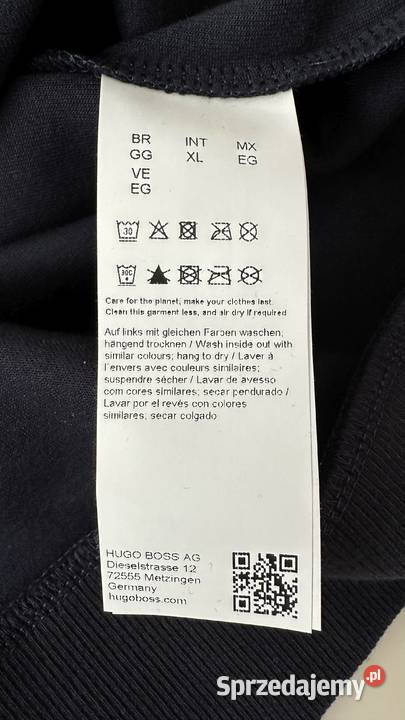 BR INT MX
GG XL EG
VE
EG
30
30C
Care for the planet, make your clothes last.
Clean this garment less, and air dry if required
Auf links mit gleichen Farben waschen;
hängend trocknen / Wash inside out with
similar colours; hang to dry / Laver à
l'envers avec couleurs similaires;
suspendre sécher / Lavar de avesso
com cores similares; secar pendurado /
Lavar por el revés con colores
similares; secar colgado
HUGO BOSS AG
Dieselstrasse 12
72555 Metzingen
Germany
hugoboss.com
Sprzedajemy.pl